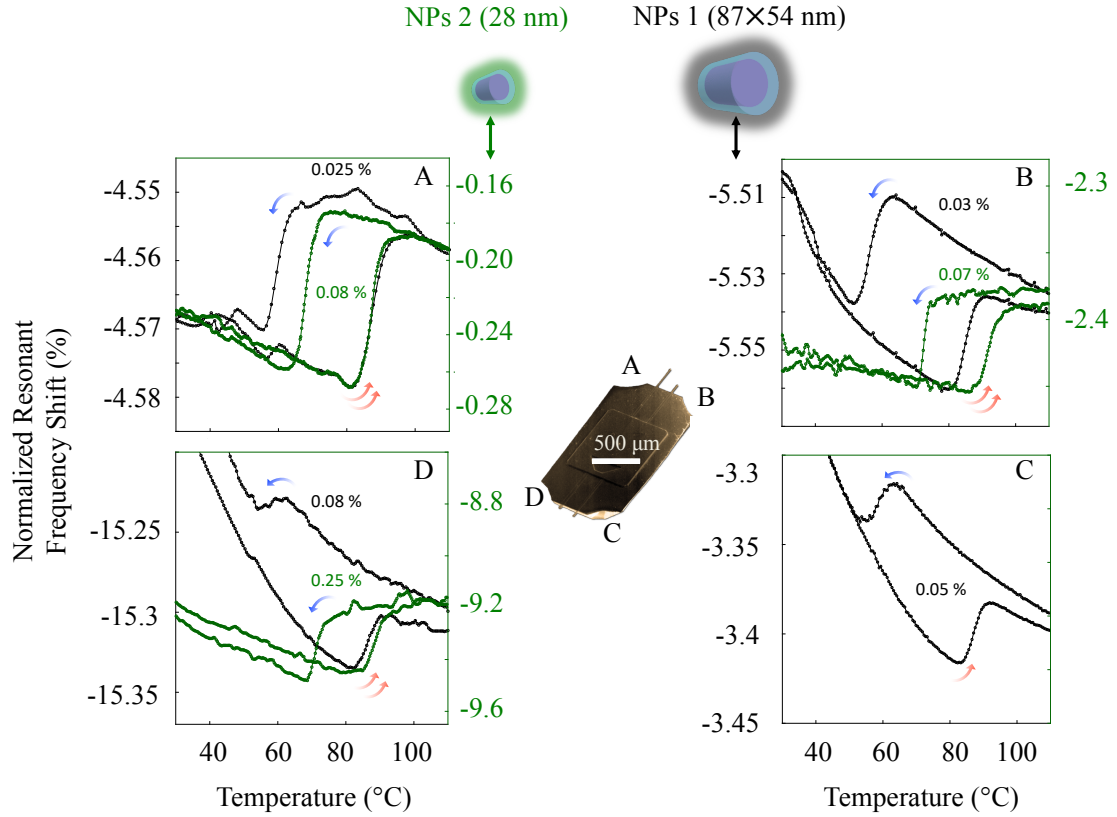 NPs 2 (28 nm)
NPs 1 (87×54 nm)
A
0.025 %
0.08 %
-4.55
-4.56
-4.57
-4.58
-0.16
-0.20
-0.24
-0.28
B
0.03 %
0.07 %
-5.51
-5.53
-5.55
-2.3
-2.4
Normalized Resonant
Frequency Shift (%)
A
B
500 μm
D
C
D
0.08 %
0.25 %
-15.25
-15.3
-15.35
-8.8
-9.2
-9.6
40
60
80
100
Temperature (°C)
C
0.05 %
-3.3
-3.35
-3.4
-3.45
40
60
80
100
Temperature (°C)